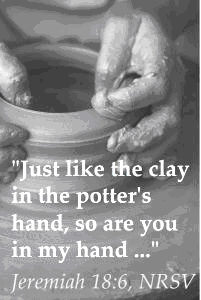 "Just like the clay
in the potter's
hand, so are you
in my hand ..."
Jeremiah 18:6, NRSV